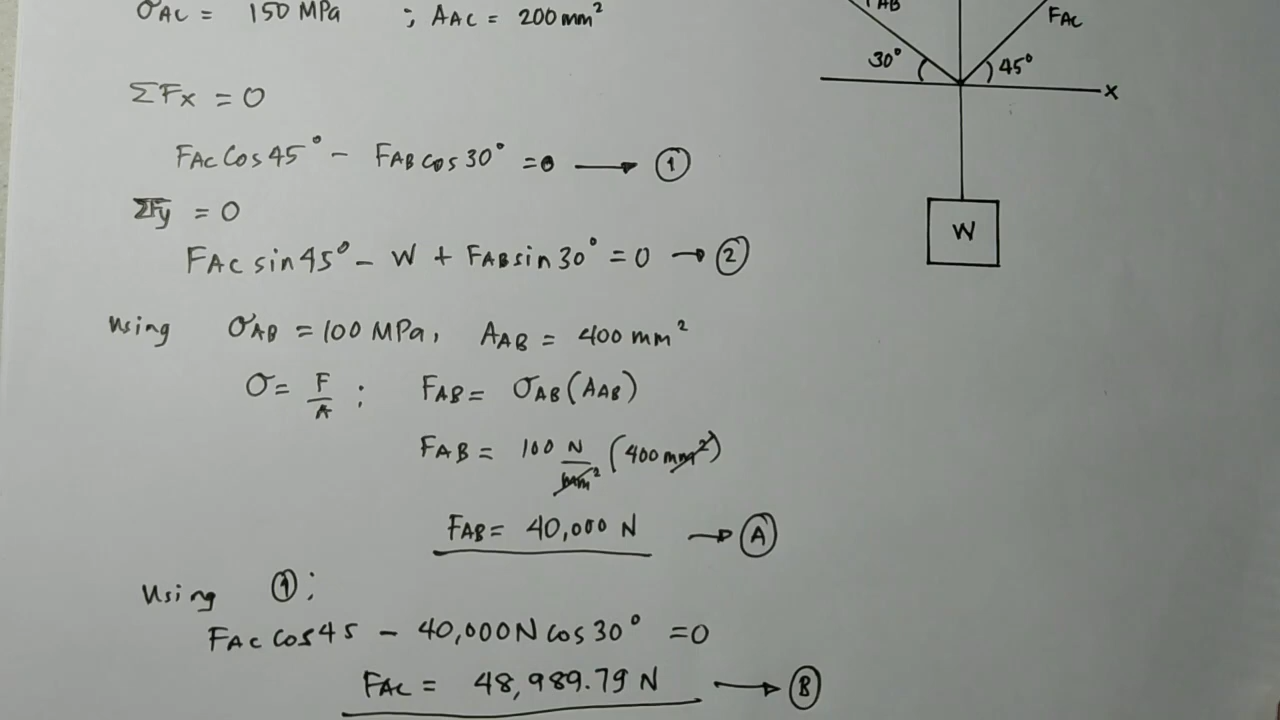 σAC = 150 MPa ; AAC = 200 mm²
FAB
FAC
30°
45°
x
W
ΣFx = 0
FAC Cos 45° - FAB cos 30° = 0 → ①
ΣFy = 0
FAC sin 45° - W + FAB sin 30° = 0 → ②
Using σAB = 100 MPa, AAB = 400 mm²
σ = F/A ; FAB = σAB (AAB)
FAB = 100 N/mm² (400 mm²)
FAB = 40,000 N → Ⓐ
Using ①:
FAC Cos 45 - 40,000 N cos 30° = 0
FAC = 48,989.79 N → Ⓑ